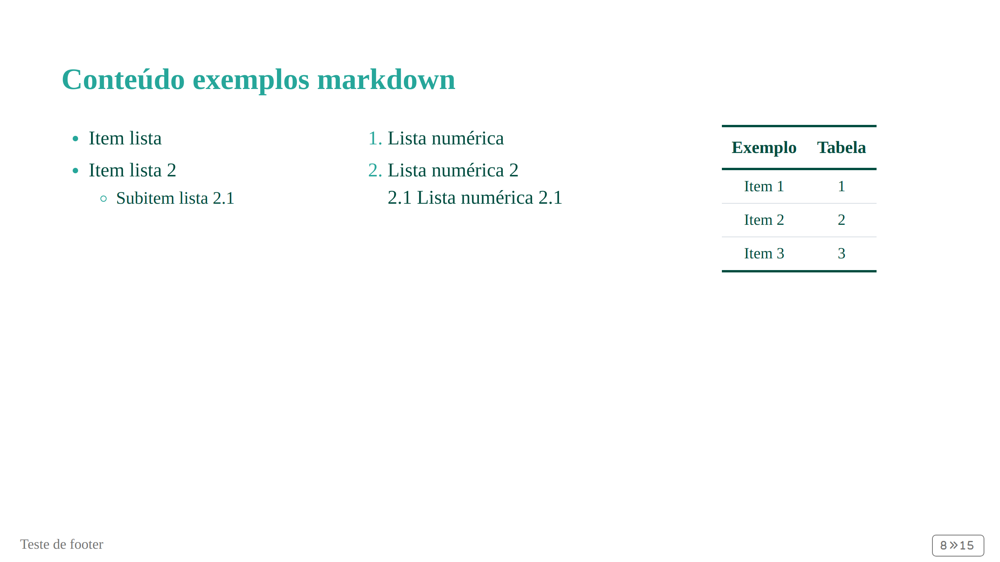 Conteúdo exemplos markdown
• Item lista
• Item lista 2
○ Subitem lista 2.1
1. Lista numérica
2. Lista numérica 2
2.1 Lista numérica 2.1
Exemplo Tabela
Item 1 1
Item 2 2
Item 3 3
Teste de footer
8»15